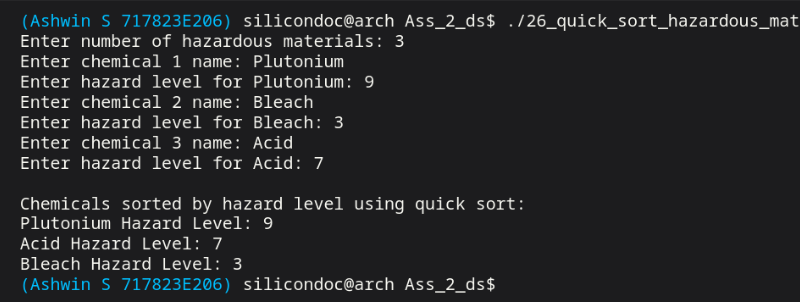 (Ashwin S 717823E206) silicondoc@arch Ass_2_ds$ ./26_quick_sort_hazardous_mat
Enter number of hazardous materials: 3
Enter chemical 1 name: Plutonium
Enter hazard level for Plutonium: 9
Enter chemical 2 name: Bleach
Enter hazard level for Bleach: 3
Enter chemical 3 name: Acid
Enter hazard level for Acid: 7
Chemicals sorted by hazard level using quick sort:
Plutonium Hazard Level: 9
Acid Hazard Level: 7
Bleach Hazard Level: 3
(Ashwin S 717823E206) silicondoc@arch Ass_2_ds$